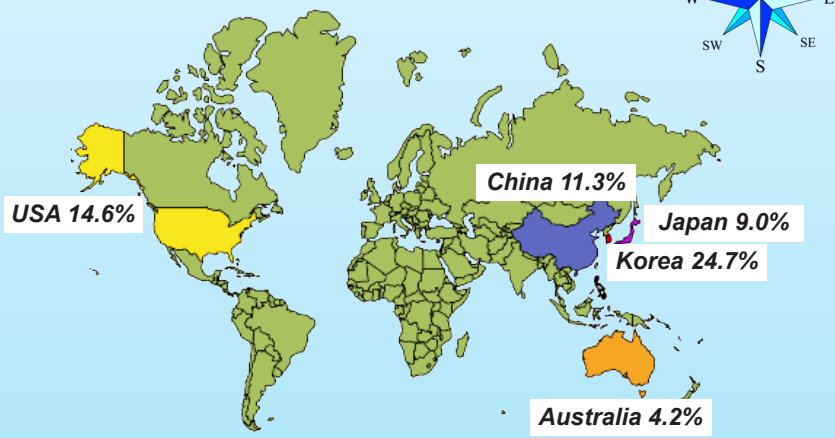 W
E
SW
SE
S
China 11.3%
USA 14.6%
Japan 9.0%
Korea 24.7%
Australia 4.2%